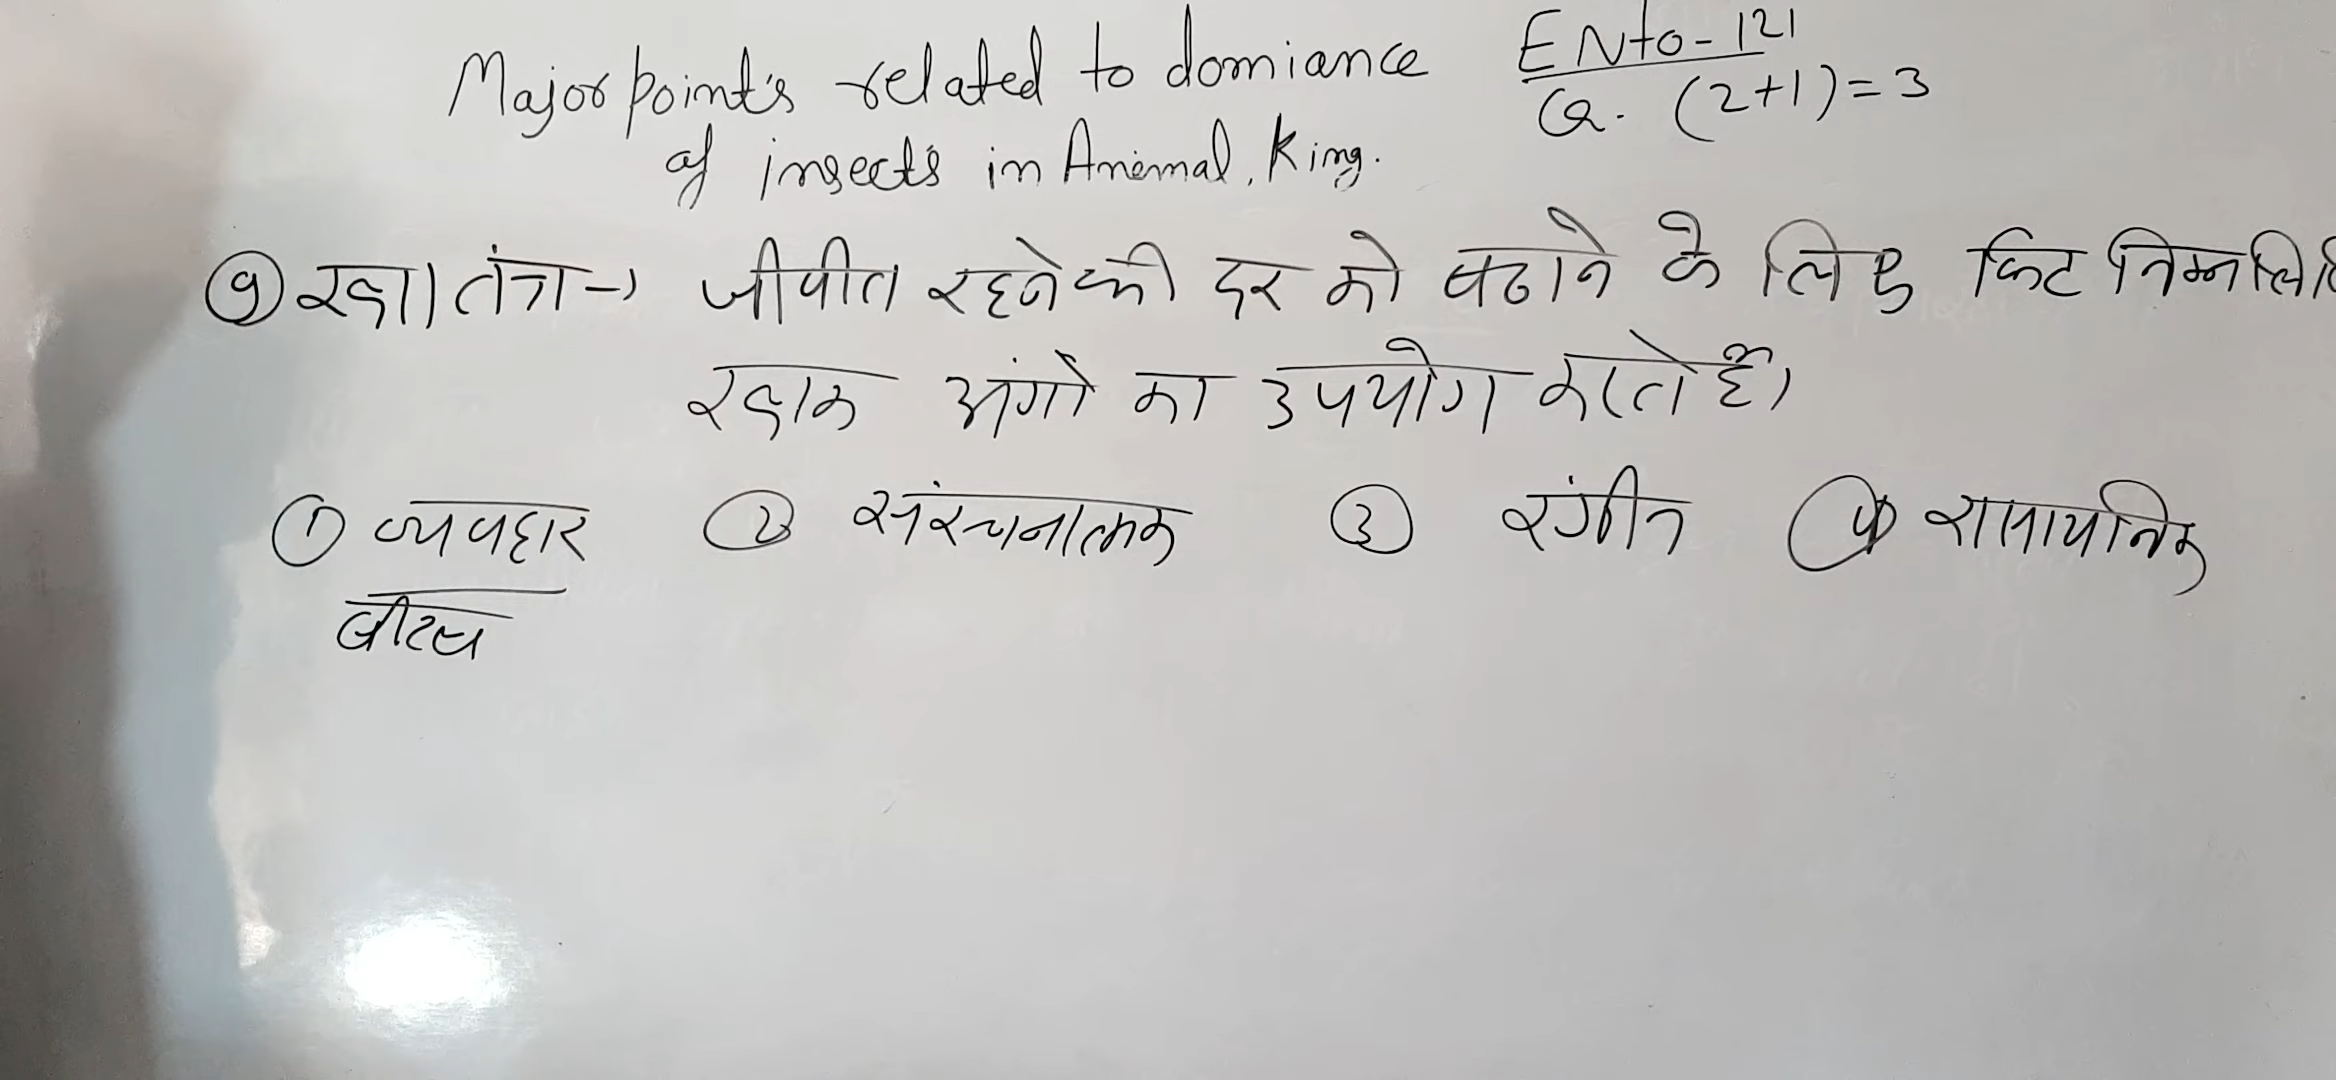 Major points related to domiance
of insects in Animal. King.
ENto-121
Q. (2+1)=3
9 रक्षा तंत्र → जीवीत रहने की दर को बढाने के लिए किट निम्नलि
रक्षक अंगो का उपयोग करते हैं।
1 व्यवहार 2 संरचनात्मक 3 रंगीन 4 रासायनिक
बीटल